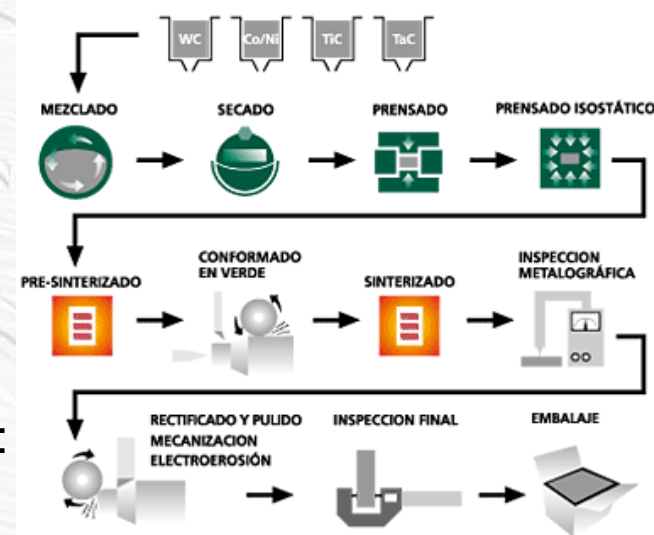 WC Co/Ni TiC TaC
MEZCLADO SECADO PRENSADO PRENSADO ISOSTÁTICO
PRE-SINTERIZADO
CONFORMADO
EN VERDE
SINTERIZADO
INSPECCION
METALOGRÁFICA
RECTIFICADO Y PULIDO
MECANIZACION
ELECTROEROSIÓN
INSPECCION FINAL
EMBALAJE
: